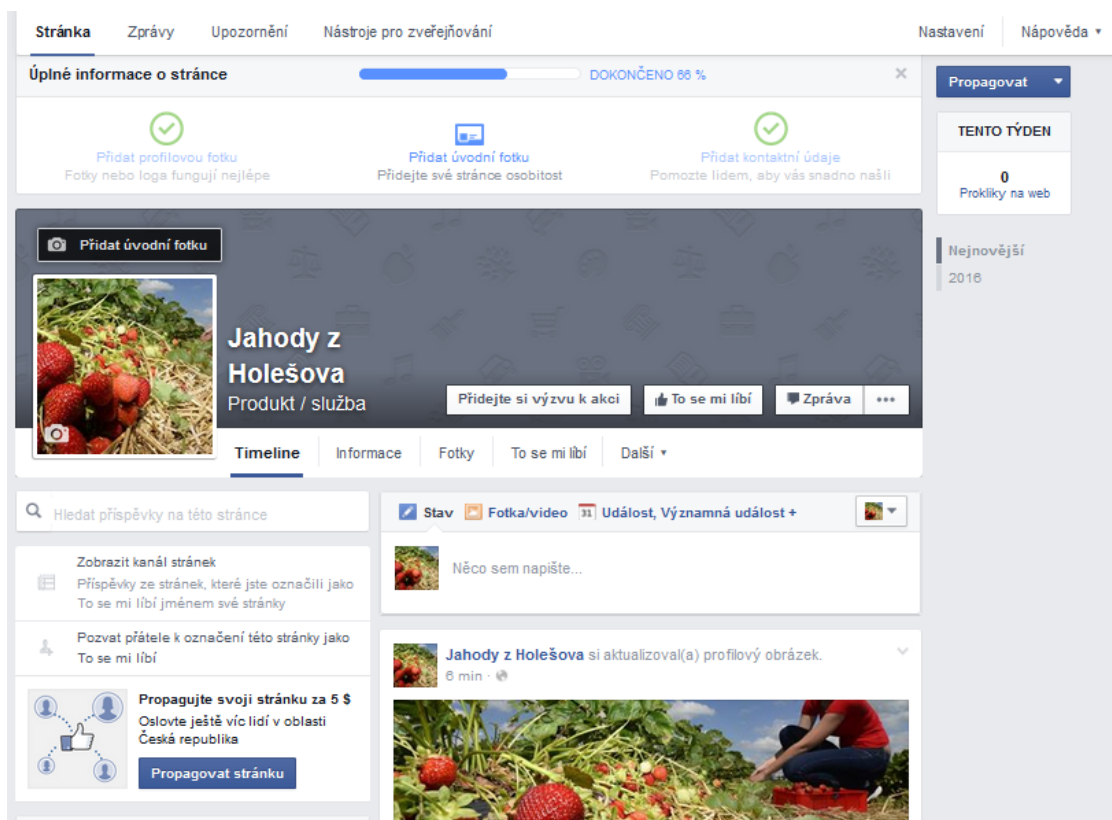 Stránka Zprávy Upozornění Nástroje pro zveřejňování Nastavení Nápověda
Úplné informace o stránce DOKONČENO 66 %
Přidat profilovou fotku
Fotky nebo loga fungují nejlépe
Přidat úvodní fotku
Přidejte své stránce osobitost
Přidat kontaktní údaje
Pomozte lidem, aby vás snadno našli
Propagovat
TENTO TÝDEN
0
Prokliky na web
Nejnovější
2016
Přidat úvodní fotku
Jahody z
Holešova
Produkt / služba
Přidejte si výzvu k akci To se mi líbí Zpráva
Timeline Informace Fotky To se mi líbí Další
Hledat příspěvky na této stránce
Zobrazit kanál stránek
Příspěvky ze stránek, které jste označili jako
To se mi líbí jménem své stránky
Pozvat přátele k označení této stránky jako
To se mi líbí
Propagujte svoji stránku za 5 $
Oslovte ještě víc lidí v oblasti
Česká republika
Propagovat stránku
Stav Fotka/video 31 Událost, Významná událost +
Něco sem napište...
Jahody z Holešova si aktualizoval(a) profilový obrázek.
6 min ·